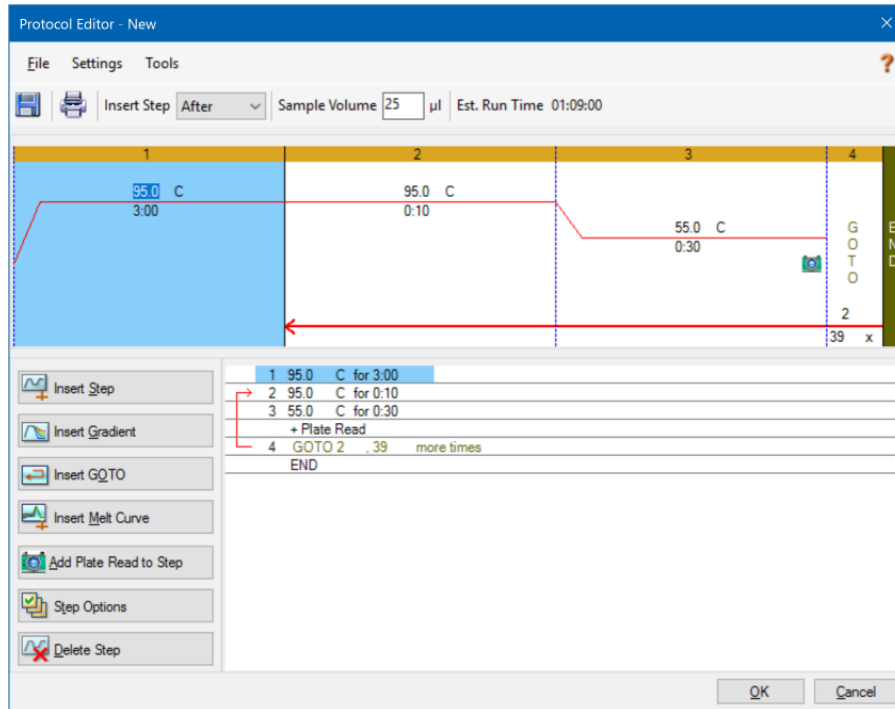 Protocol Editor - New
File Settings Tools
?
Insert Step After Sample Volume 25 µl Est. Run Time 01:09:00
1 2 3 4
95.0 C
3:00
95.0 C
0:10
55.0 C
0:30
GOTO
2
39 x
END
Insert Step
Insert Gradient
Insert GOTO
Insert Melt Curve
Add Plate Read to Step
Step Options
Delete Step
1 95.0 C for 3:00
2 95.0 C for 0:10
3 55.0 C for 0:30
+ Plate Read
4 GOTO 2 , 39 more times
END
OK Cancel